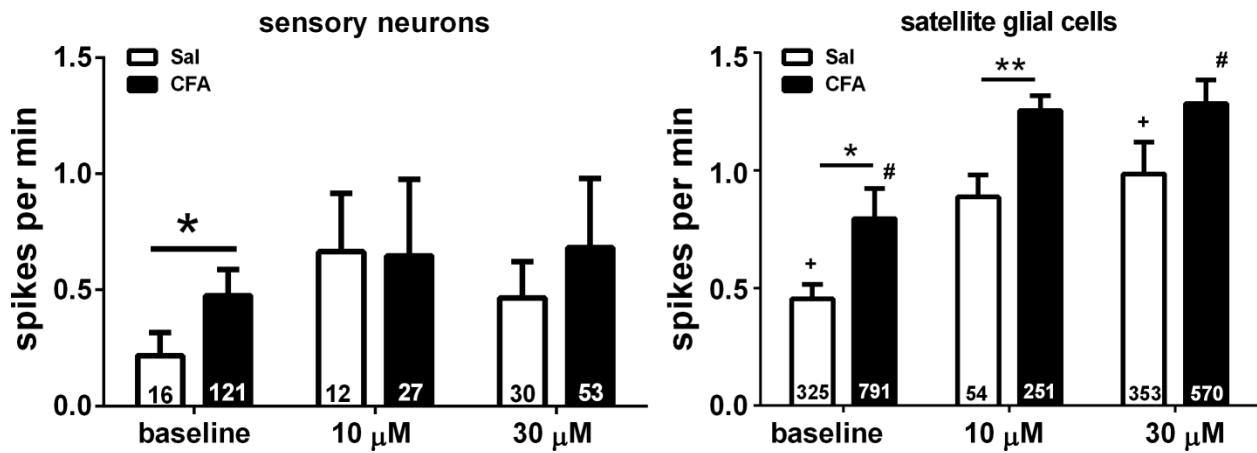 sensory neurons
Sal
CFA
spikes per min
1.5
1.0
0.5
0.0
*
16
121
12
27
30
53
baseline
10 μM
30 μM
satellite glial cells
Sal
CFA
spikes per min
1.5
1.0
0.5
0.0
+
*
#
**
+
#
325
791
54
251
353
570
baseline
10 μM
30 μM